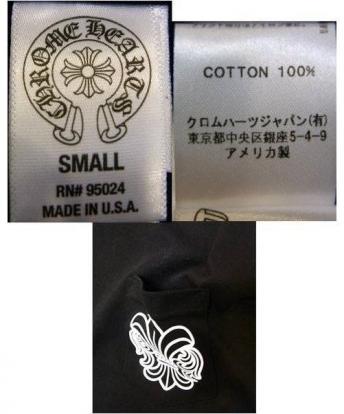 CHROME HEARTS
SMALL
RN# 95024
MADE IN U.S.A.
COTTON 100%
クロムハーツジャパン(有)
東京都中央区銀座5-4-9
アメリカ製